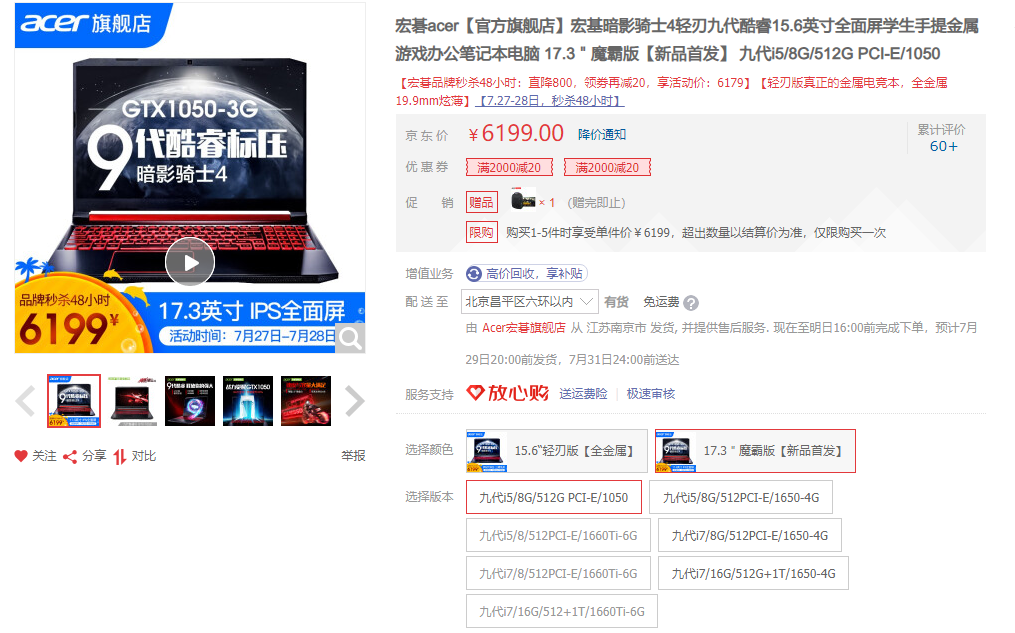 acer 旗舰店
GTX1050-3G
9代酷睿标压
暗影骑士4
品牌秒杀48小时
6199¥
17.3英寸 IPS全面屏
活动时间：7月27日-7月28日
关注 分享 对比
举报
宏碁acer【官方旗舰店】宏基暗影骑士4轻刃九代酷睿15.6英寸全面屏学生手提金属
游戏办公笔记本电脑 17.3＂魔霸版【新品首发】 九代i5/8G/512G PCI-E/1050
【宏碁品牌秒杀48小时：直降800，领劵再减20，享活动价：6179】【轻刃版真正的金属电竞本，全金属
19.9mm炫薄】【7.27-28日，秒杀48小时】
京东价 ￥6199.00 降价通知
累计评价
60+
优惠券 满2000减20 满2000减20
促销 赠品 × 1 （赠完即止）
限购 购买1-5件时享受单件价￥6199，超出数量以结算价为准，仅限购买一次
增值业务 高价回收，享补贴
配送至 北京昌平区六环以内 有货 免运费 ?
由 Acer宏碁旗舰店 从 江苏南京市 发货, 并提供售后服务. 现在至明日16:00前完成下单，预计7月
29日20:00前发货，7月31日24:00前送达
服务支持 放心购 送运费险 极速审核
选择颜色 15.6“轻刃版【全金属】 17.3＂魔霸版【新品首发】
选择版本 九代i5/8G/512G PCI-E/1050 九代i5/8G/512PCI-E/1650-4G
九代i5/8/512PCI-E/1660Ti-6G 九代i7/8G/512PCI-E/1650-4G
九代i7/8/512PCI-E/1660Ti-6G 九代i7/16G/512G+1T/1650-4G
九代i7/16G/512+1T/1660Ti-6G